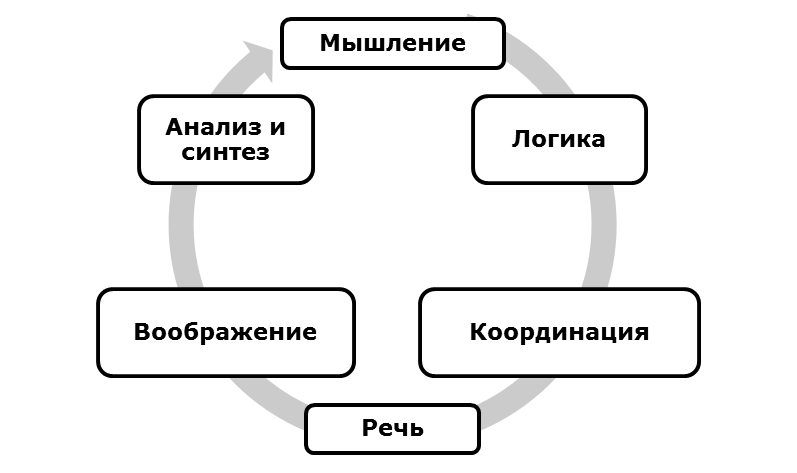 Мышление
Анализ и
синтез
Логика
Воображение
Координация
Речь